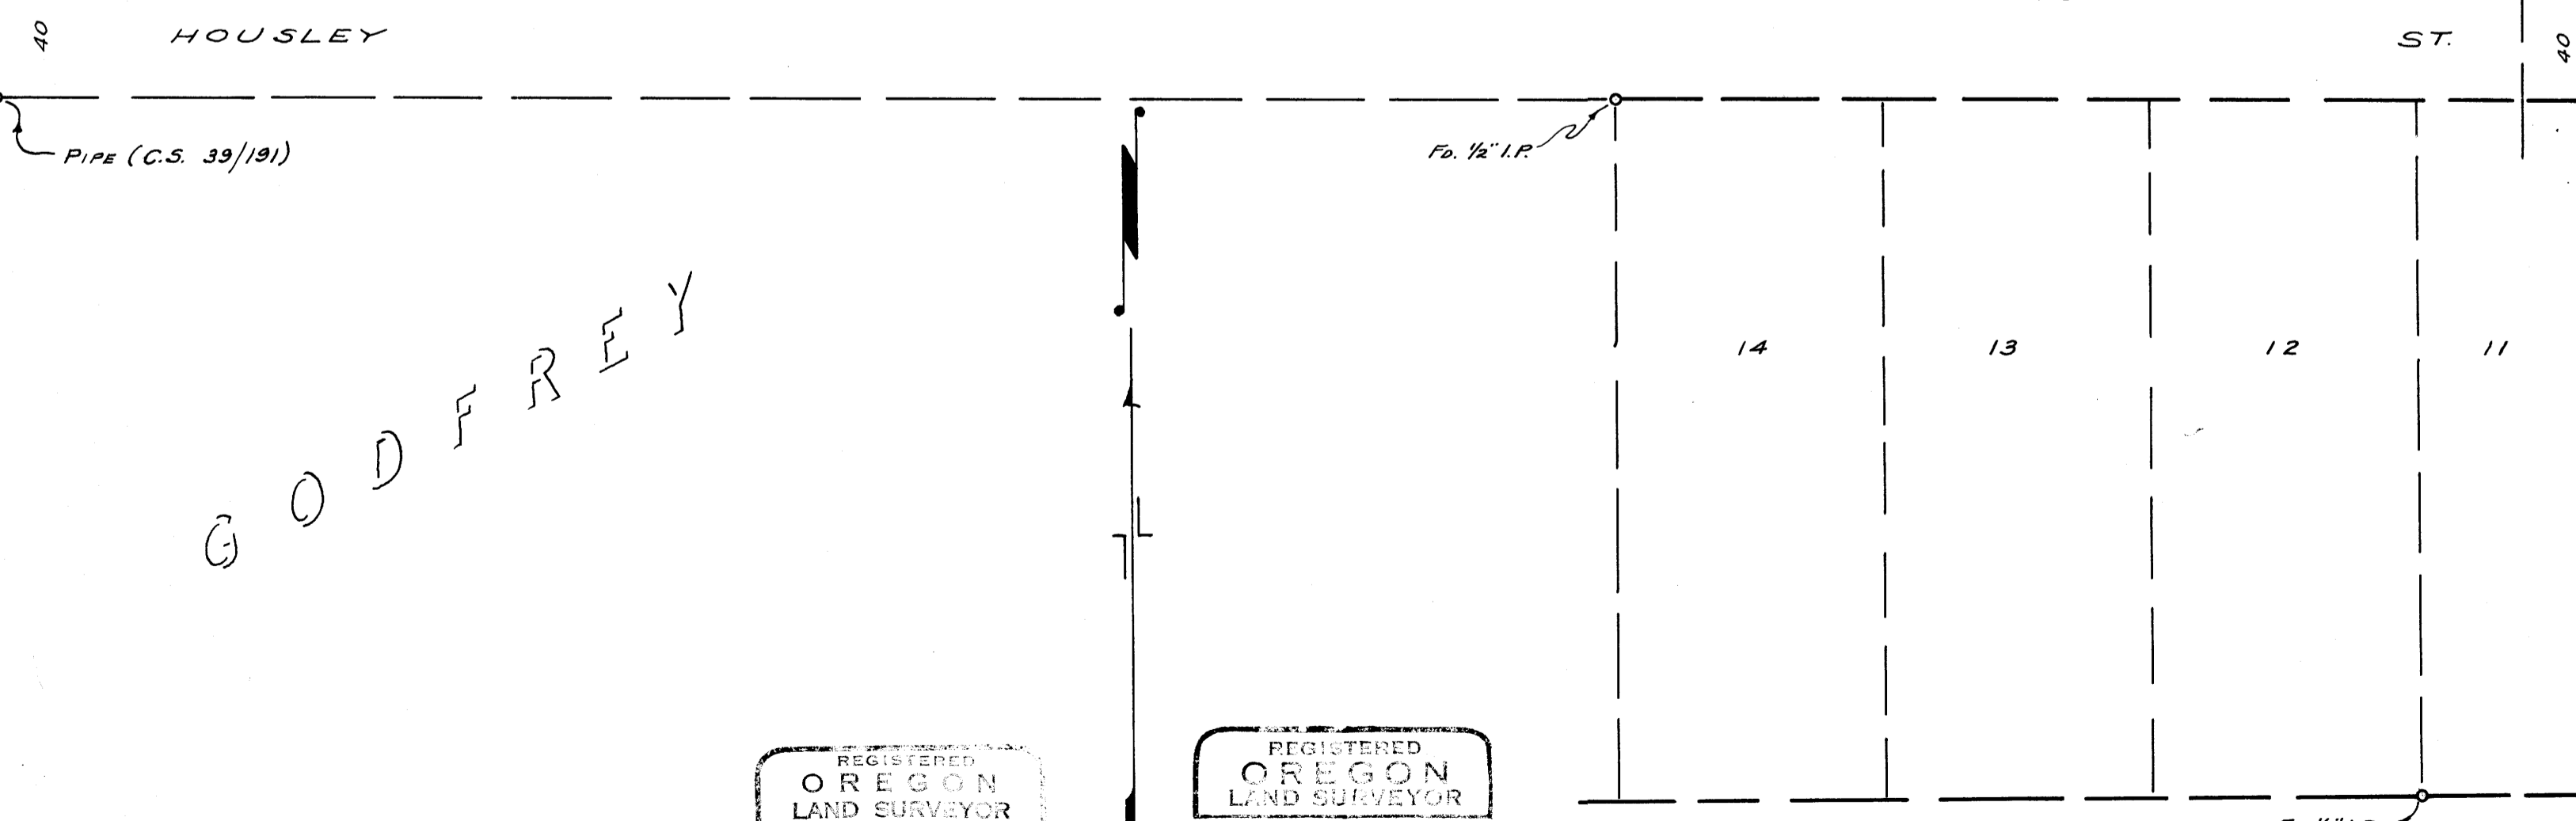 40
HOUSLEY
ST.
40
PIPE (C.S. 39/191)
FD. 1/2" I.P.
GODFREY
14
13
12
11
REGISTERED
OREGON
LAND SURVEYOR
REGISTERED
OREGON
LAND SURVEYOR